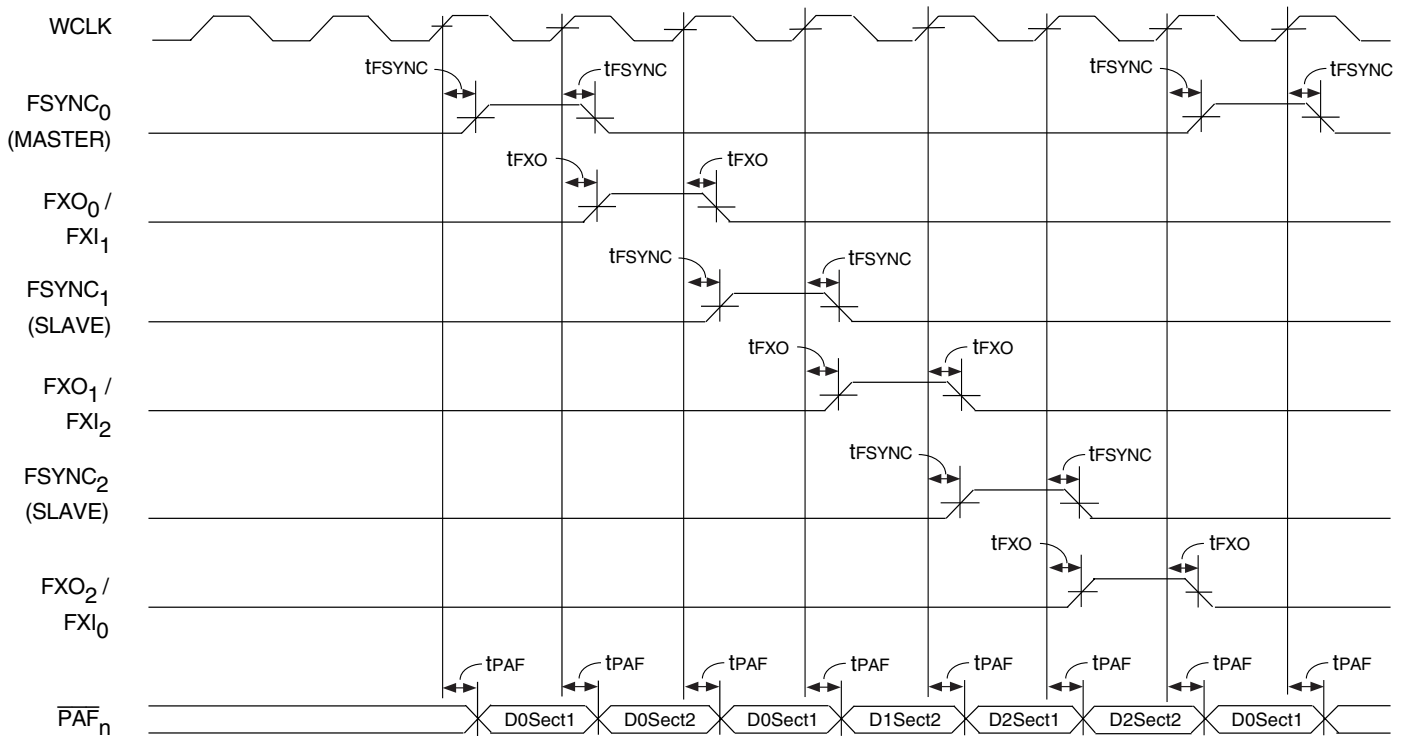 WCLK
tFSYNC tFSYNC tFSYNC tFSYNC
FSYNC0
(MASTER)
tFXO tFXO
FXO0 /
FXI1
tFSYNC tFSYNC
FSYNC1
(SLAVE)
tFXO tFXO
FXO1 /
FXI2
tFSYNC tFSYNC
FSYNC2
(SLAVE)
tFXO tFXO
FXO2 /
FXI0
tPAF tPAF tPAF tPAF tPAF tPAF tPAF tPAF
PAFn D0Sect1 D0Sect2 D0Sect1 D1Sect2 D2Sect1 D2Sect2 D0Sect1